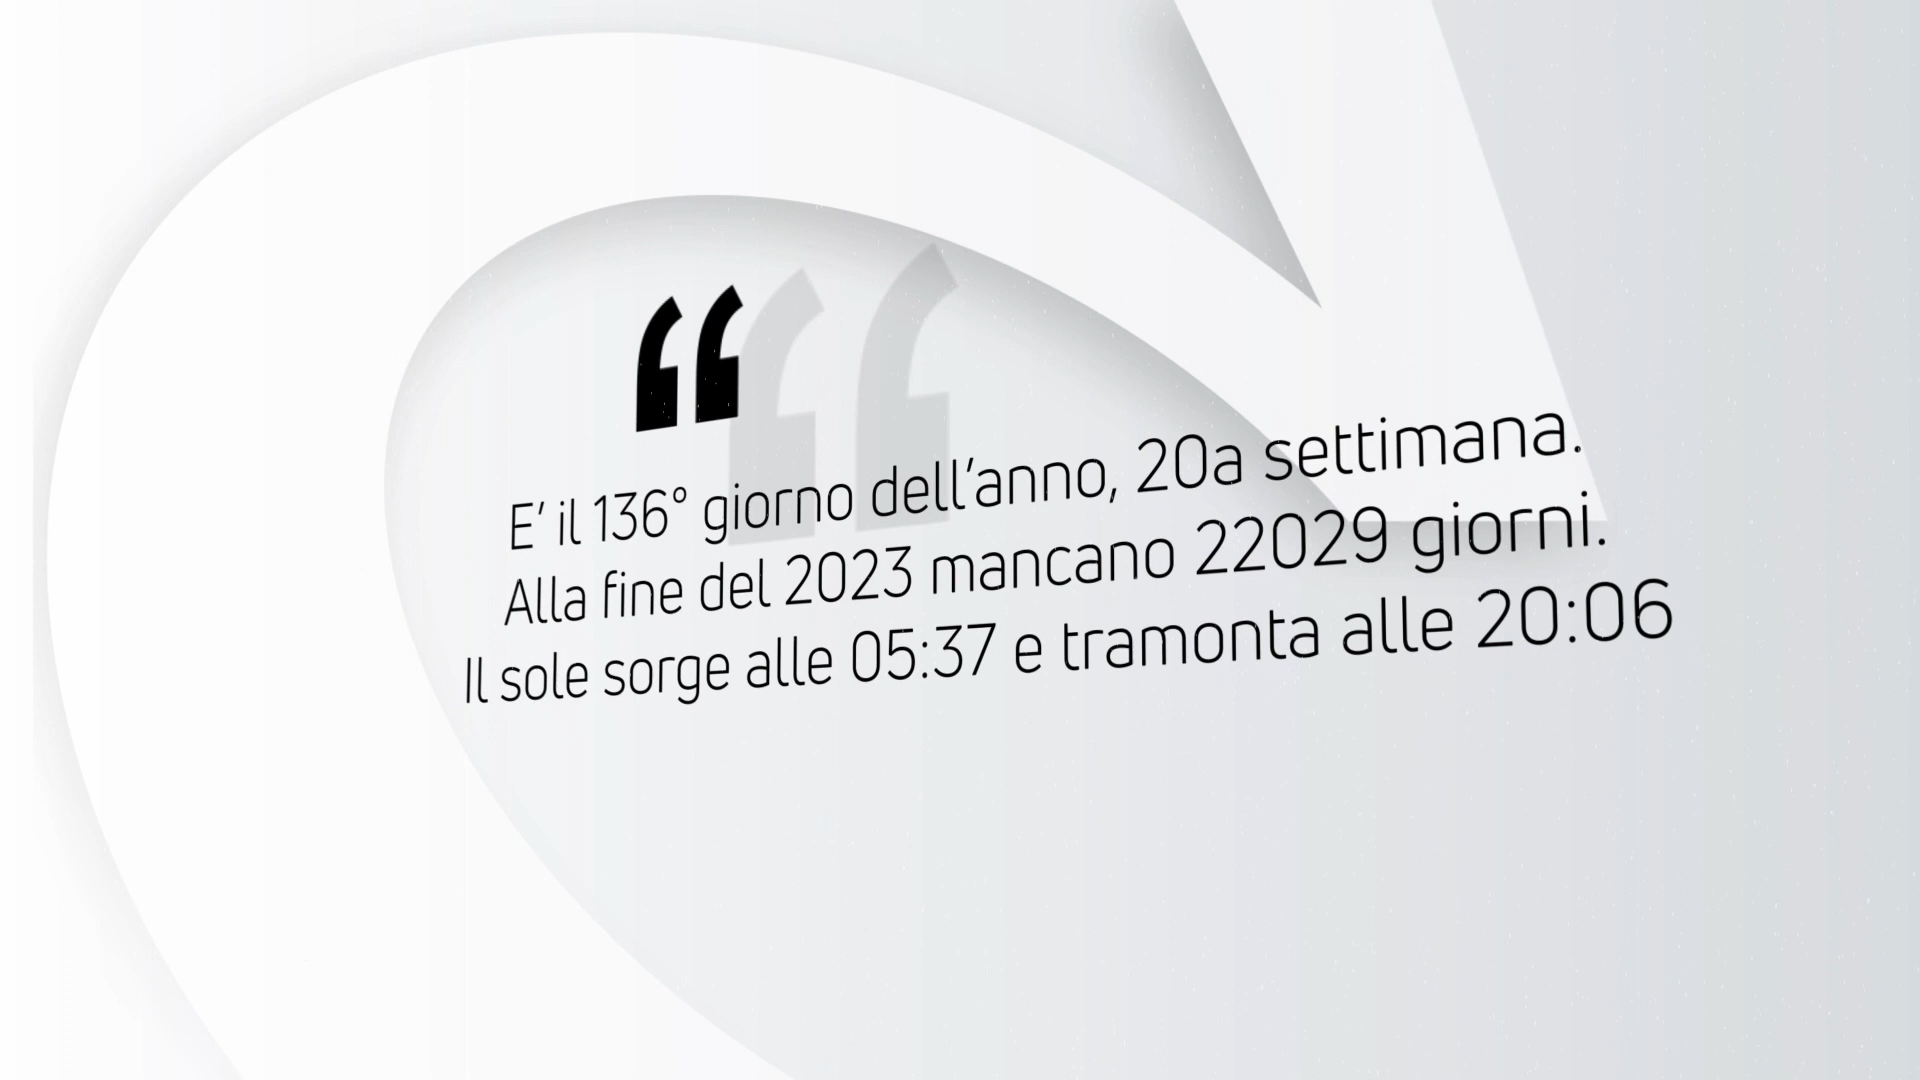 E' il 136° giorno dell'anno, 20a settimana.
Alla fine del 2023 mancano 22029 giorni.
Il sole sorge alle 05:37 e tramonta alle 20:06